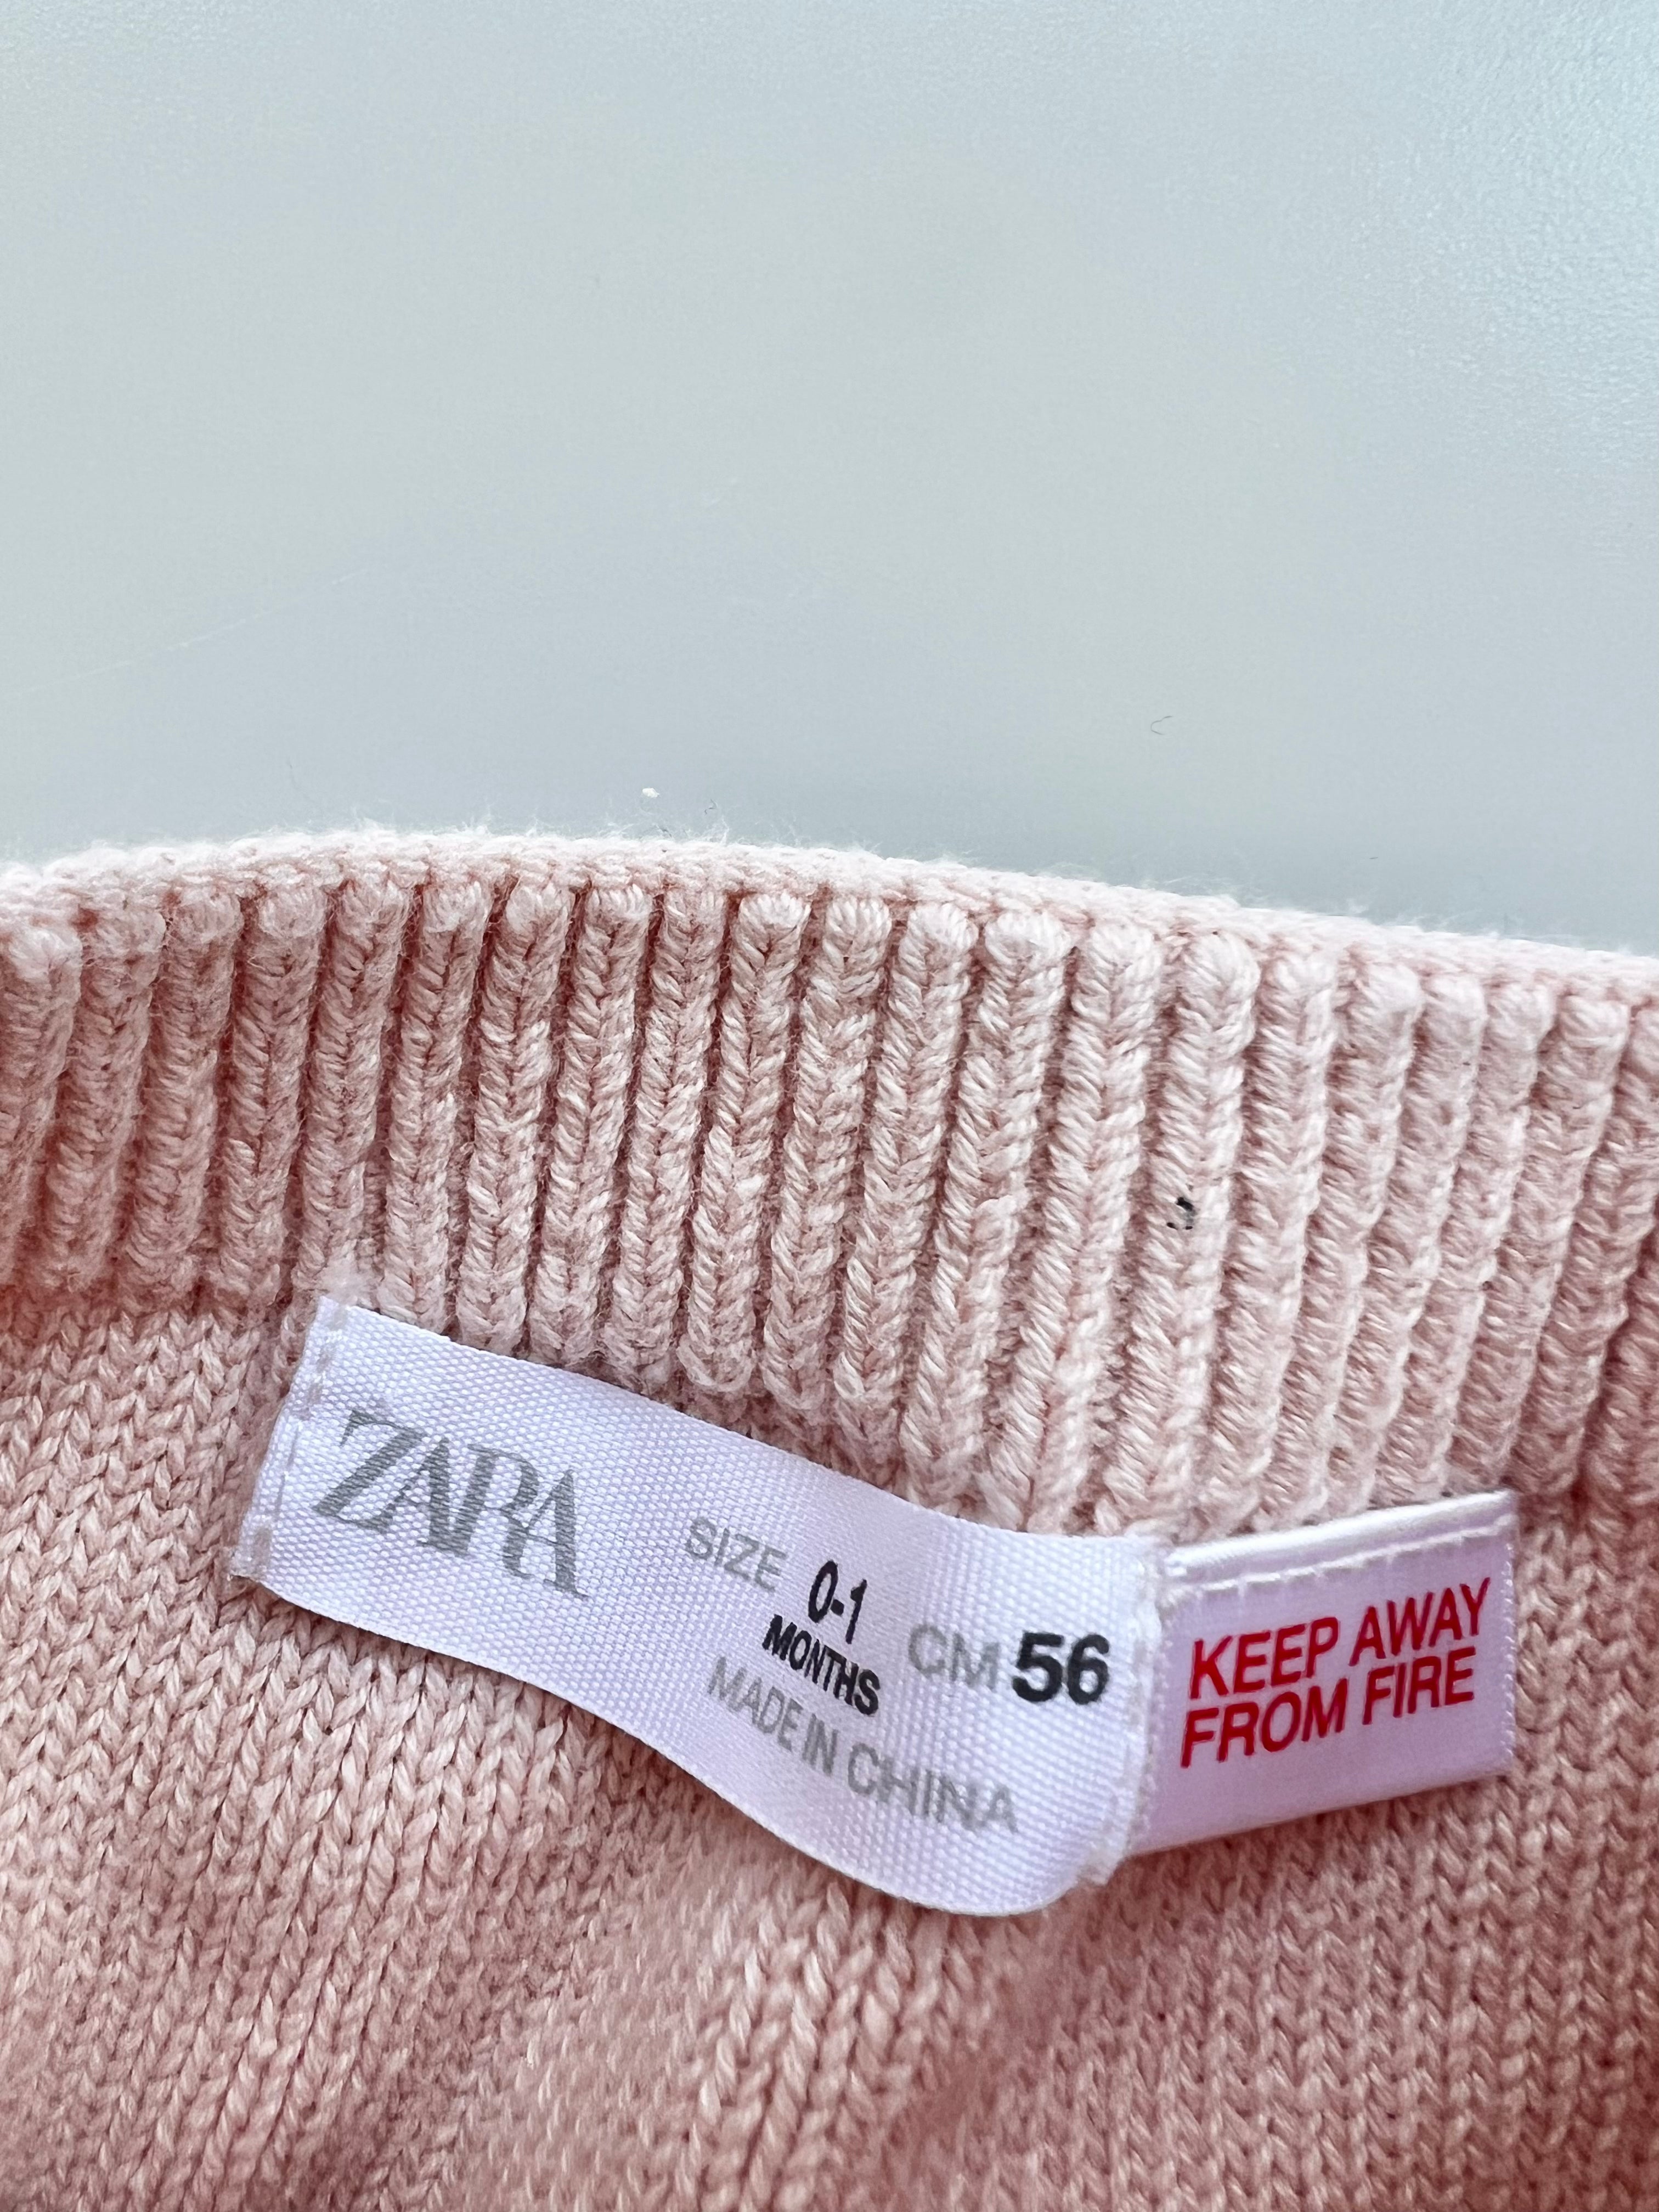 ZARA
SIZE 0-1 CM 56
MONTHS
MADE IN CHINA
KEEP AWAY
FROM FIRE